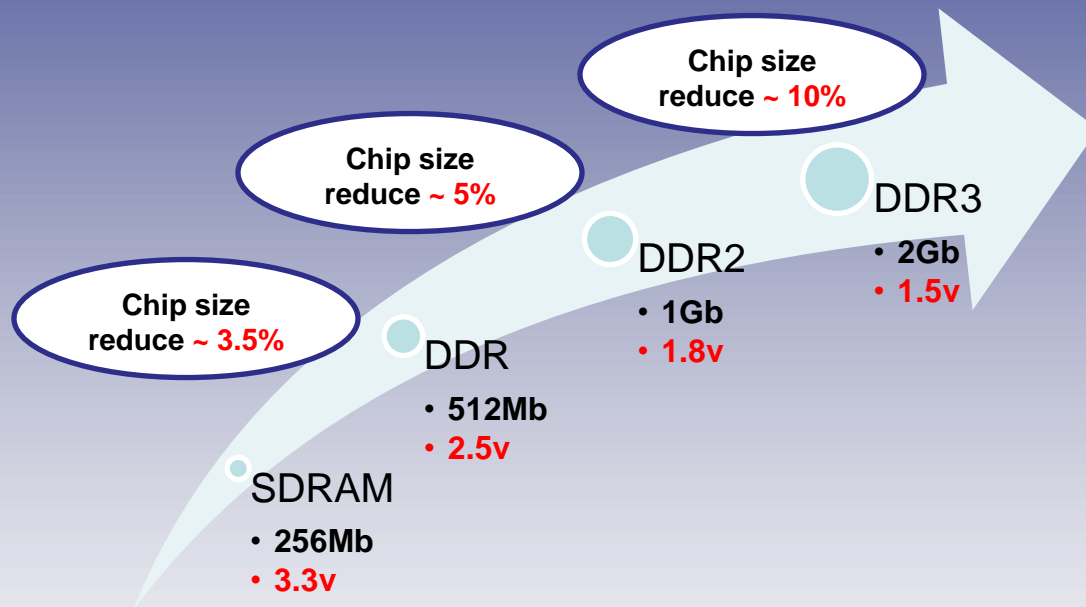 Chip size
reduce ~ 10%
Chip size
reduce ~ 5%
Chip size
reduce ~ 3.5%
DDR3
• 2Gb
• 1.5v
DDR2
• 1Gb
• 1.8v
DDR
• 512Mb
• 2.5v
SDRAM
• 256Mb
• 3.3v